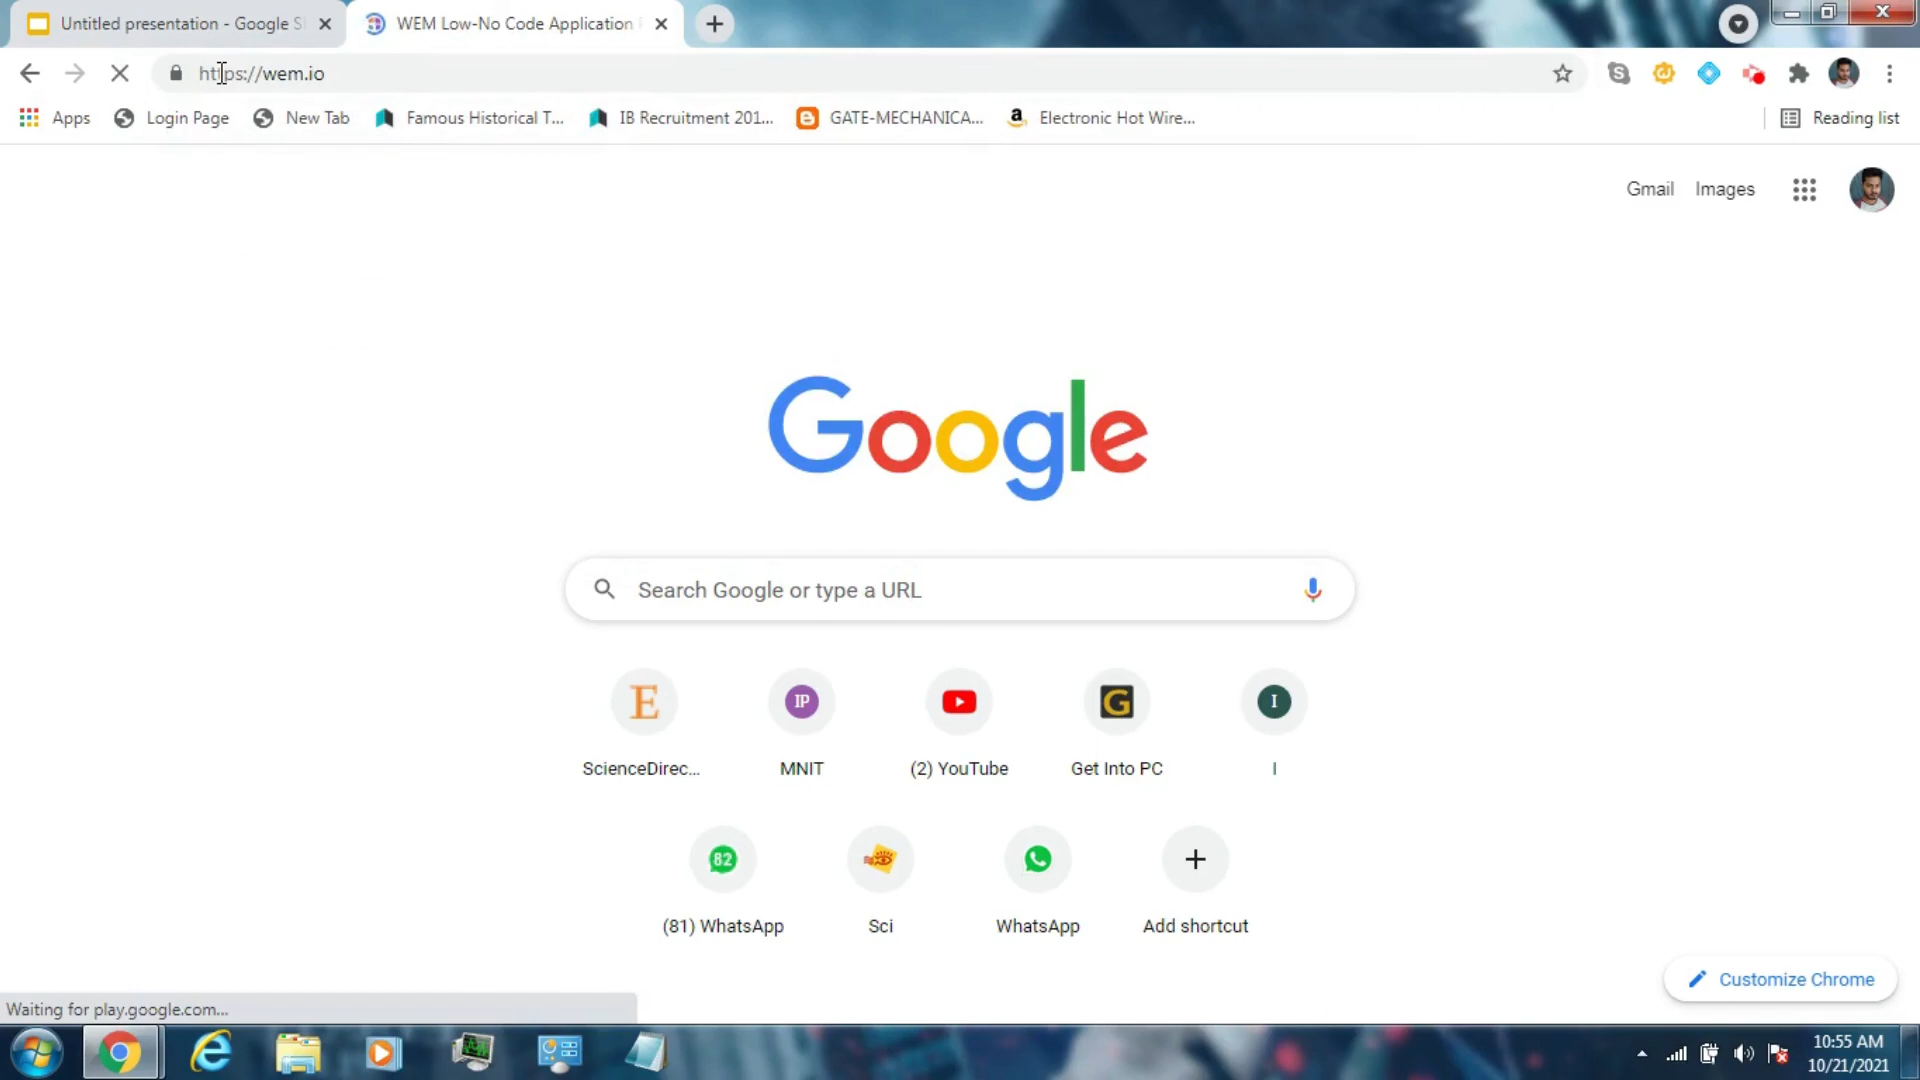 Untitled presentation - Google S
WEM Low-No Code Application
https://wem.io
Apps
Login Page
New Tab
Famous Historical T...
IB Recruitment 201...
GATE-MECHANICA...
a
Electronic Hot Wire...
Reading list
Gmail
Images
Google
Search Google or type a URL
E
IP
G
I
ScienceDirec...
MNIT
(2) YouTube
Get Into PC
I
82
(81) WhatsApp
Sci
WhatsApp
Add shortcut
Customize Chrome
Waiting for play.google.com...
10:55 AM
10/21/2021